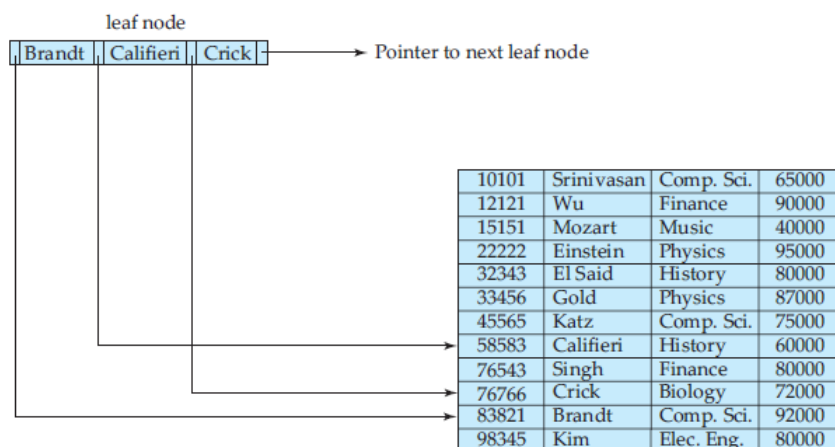 leaf node
Brandt Califieri Crick Pointer to next leaf node
10101 Srinivasan Comp. Sci. 65000
12121 Wu Finance 90000
15151 Mozart Music 40000
22222 Einstein Physics 95000
32343 El Said History 80000
33456 Gold Physics 87000
45565 Katz Comp. Sci. 75000
58583 Califieri History 60000
76543 Singh Finance 80000
76766 Crick Biology 72000
83821 Brandt Comp. Sci. 92000
98345 Kim Elec. Eng. 80000